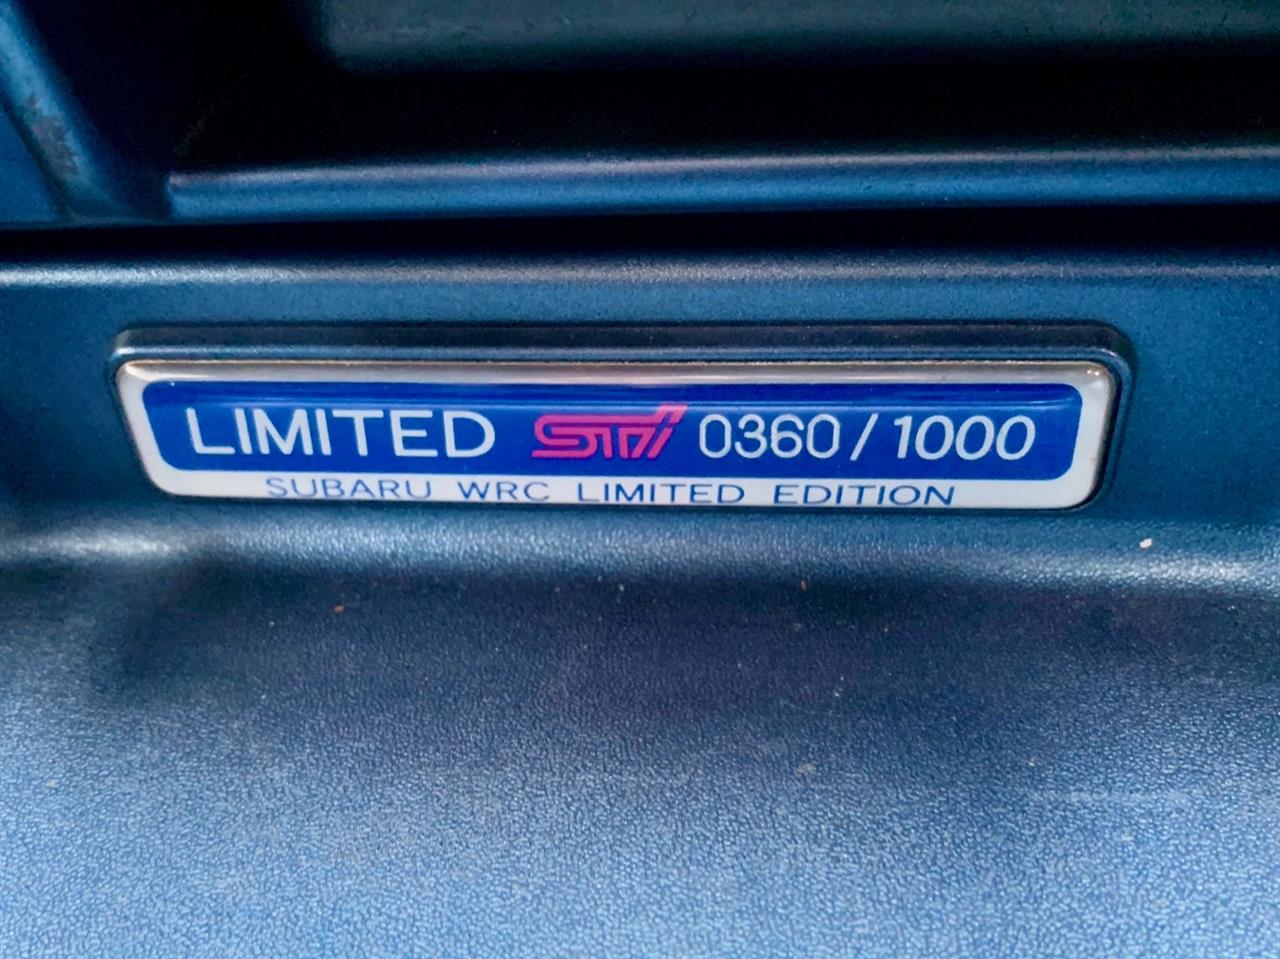 LIMITED STi 0360/1000
SUBARU WRC LIMITED EDITION